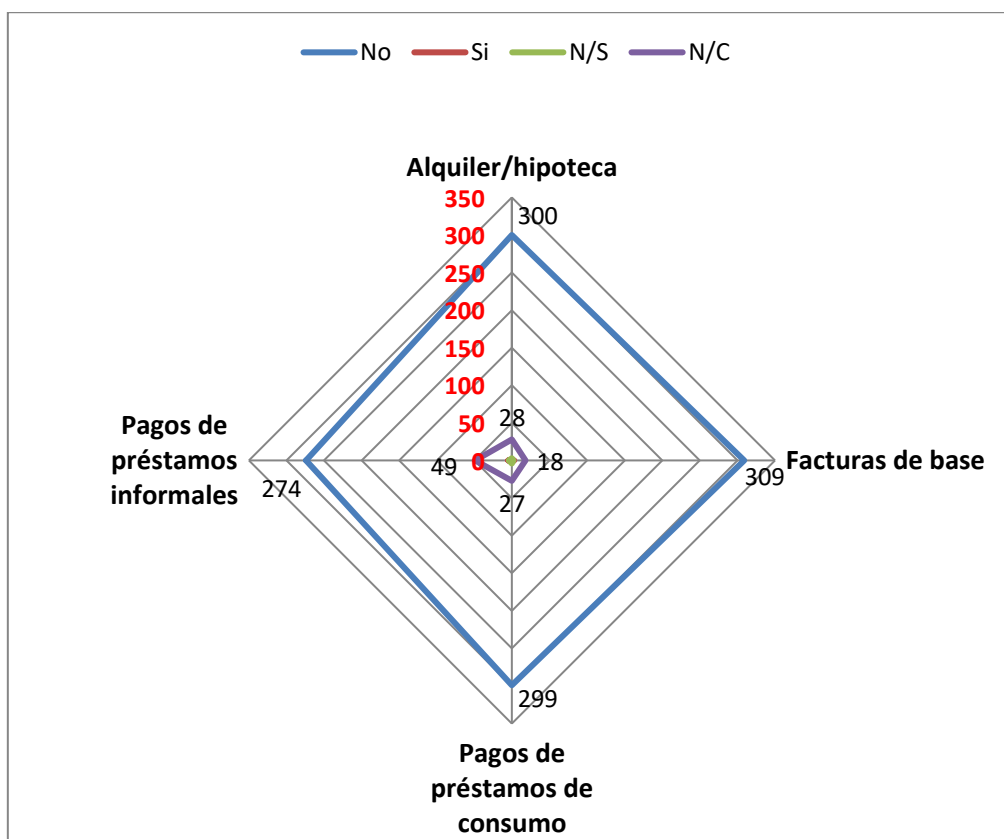 No Si N/S N/C
Alquiler/hipoteca
350
300
300
250
200
150
100
50
28
0
49
18
27
Pagos de
préstamos
informales
274
Facturas de base
309
299
Pagos de
préstamos de
consumo